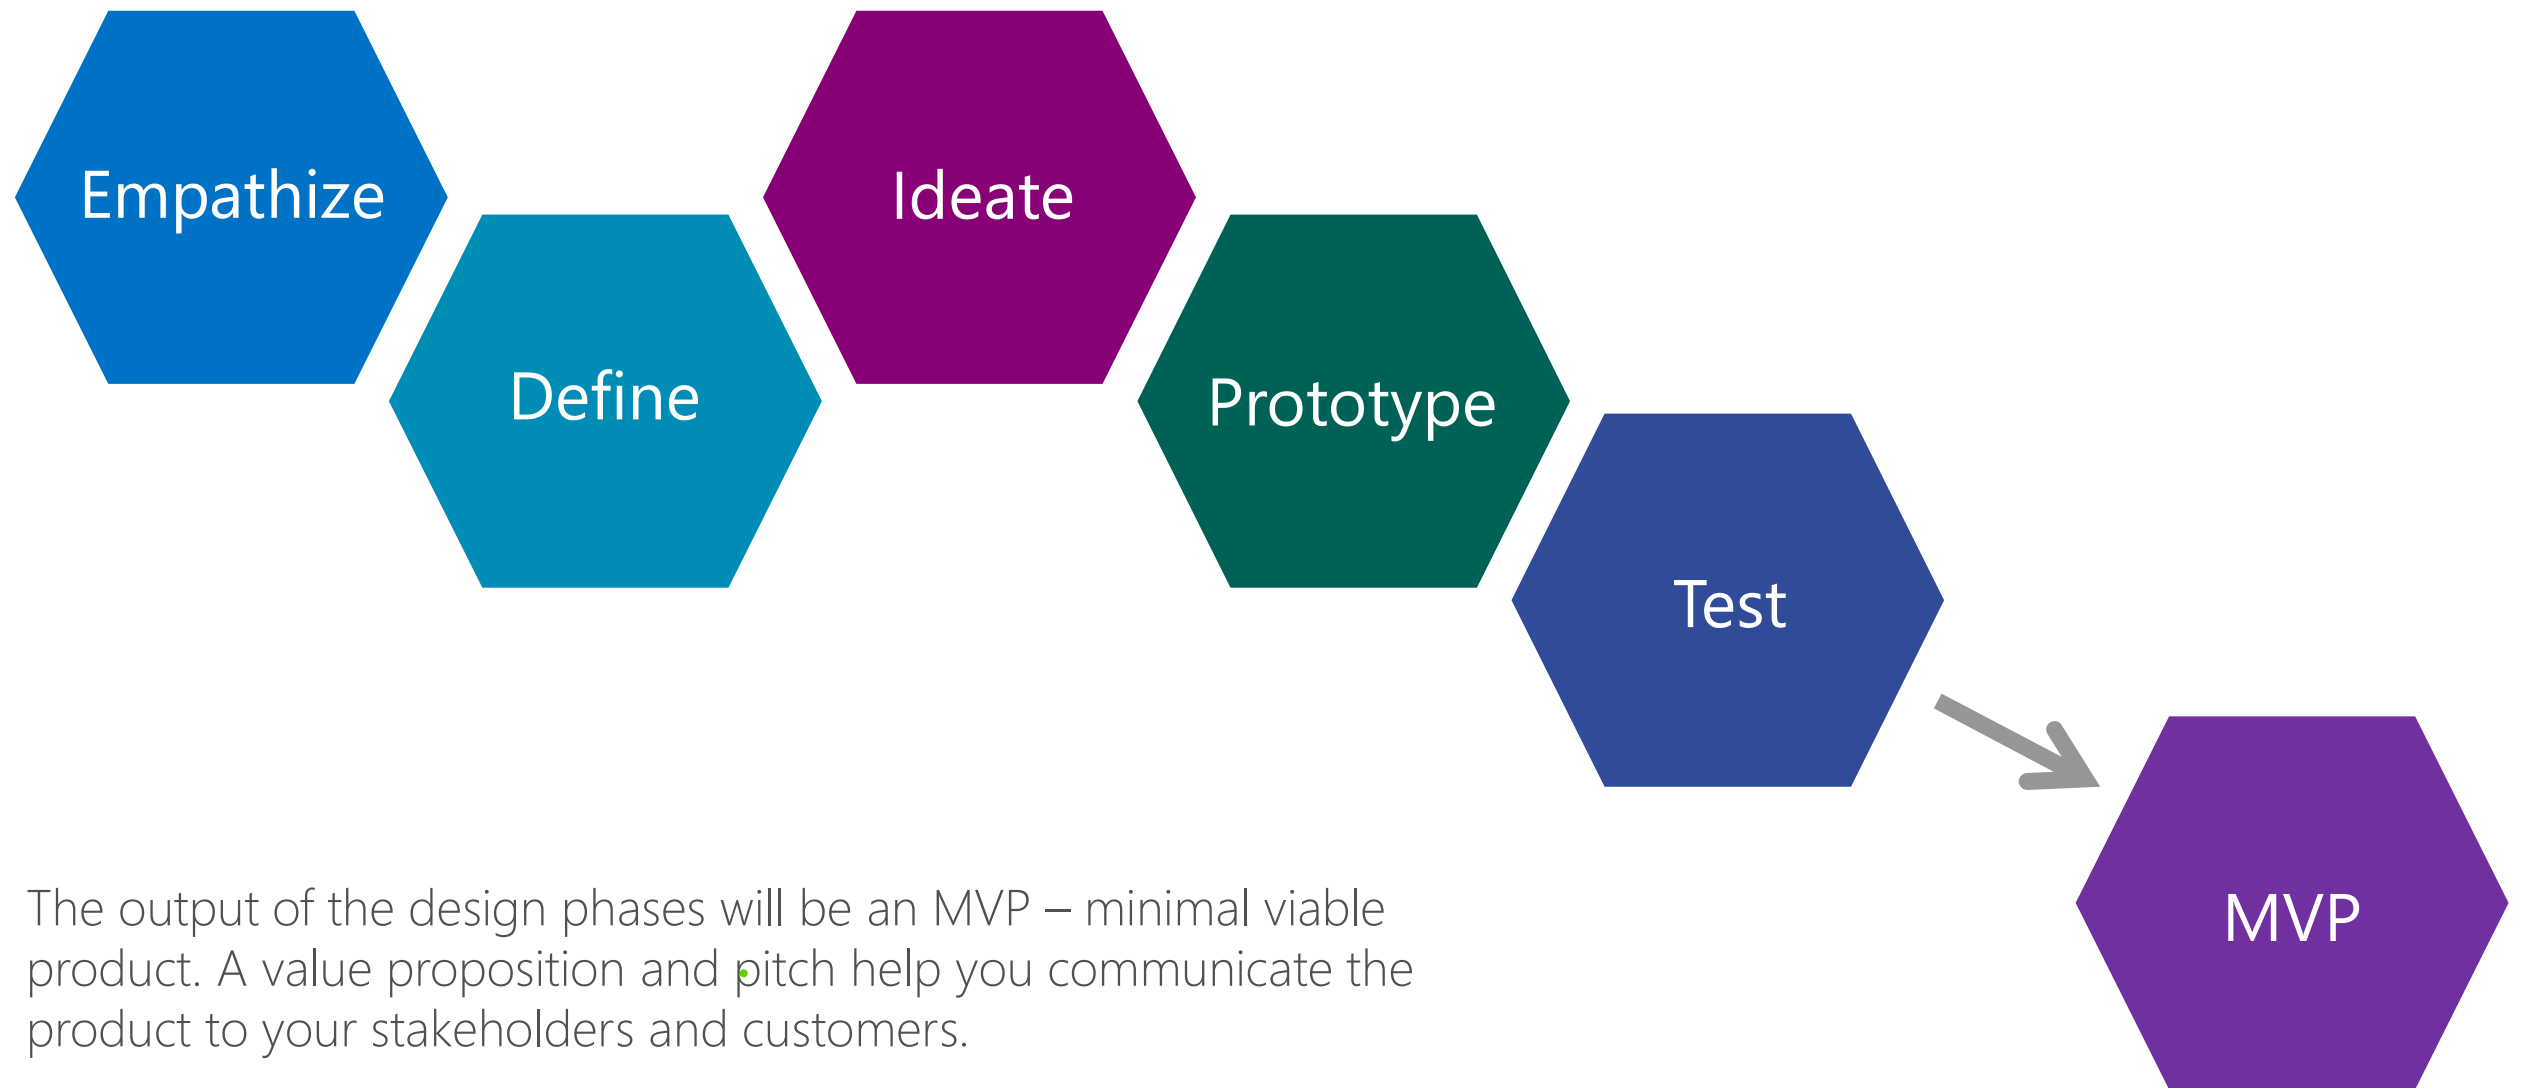 Empathize
Define
Ideate
Prototype
Test
MVP
The output of the design phases will be an MVP – minimal viable
product. A value proposition and pitch help you communicate the
product to your stakeholders and customers.